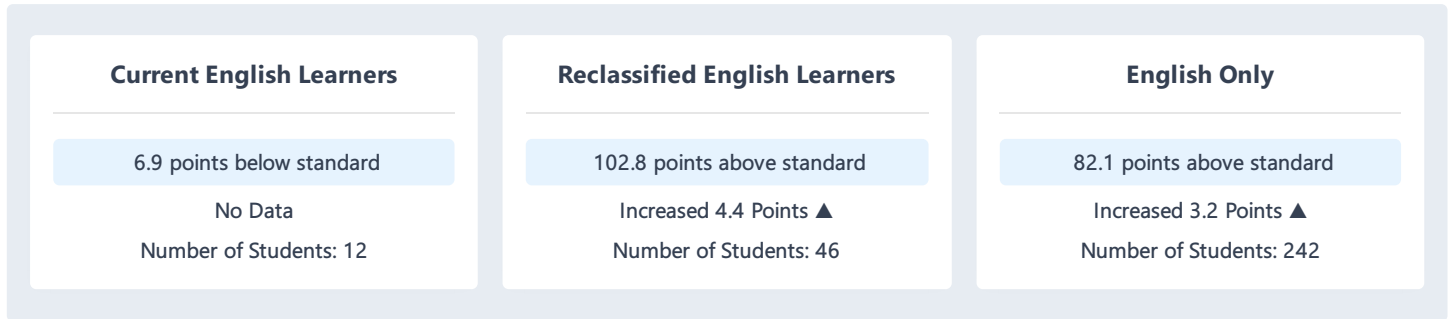 Current English Learners
6.9 points below standard
No Data
Number of Students: 12
Reclassified English Learners
102.8 points above standard
Increased 4.4 Points ▲
Number of Students: 46
English Only
82.1 points above standard
Increased 3.2 Points ▲
Number of Students: 242